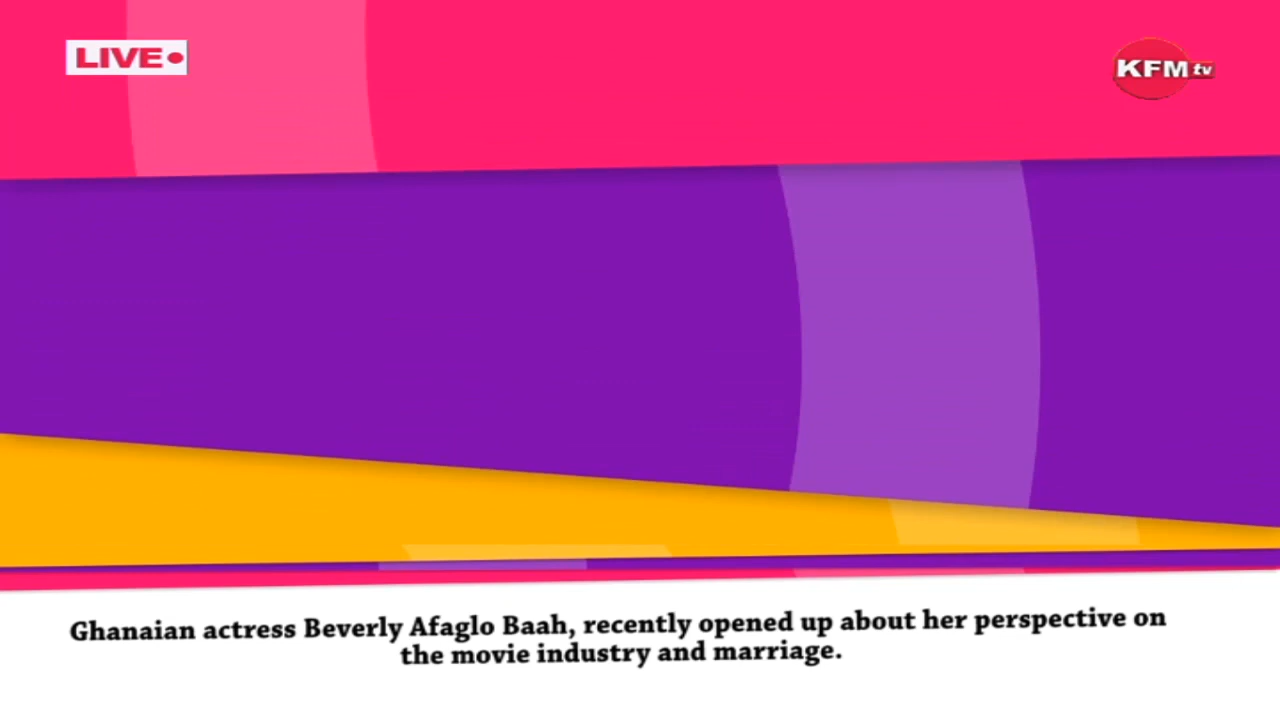 LIVE
KFM tv
Ghanaian actress Beverly Afaglo Baah, recently opened up about her perspective on
the movie industry and marriage.